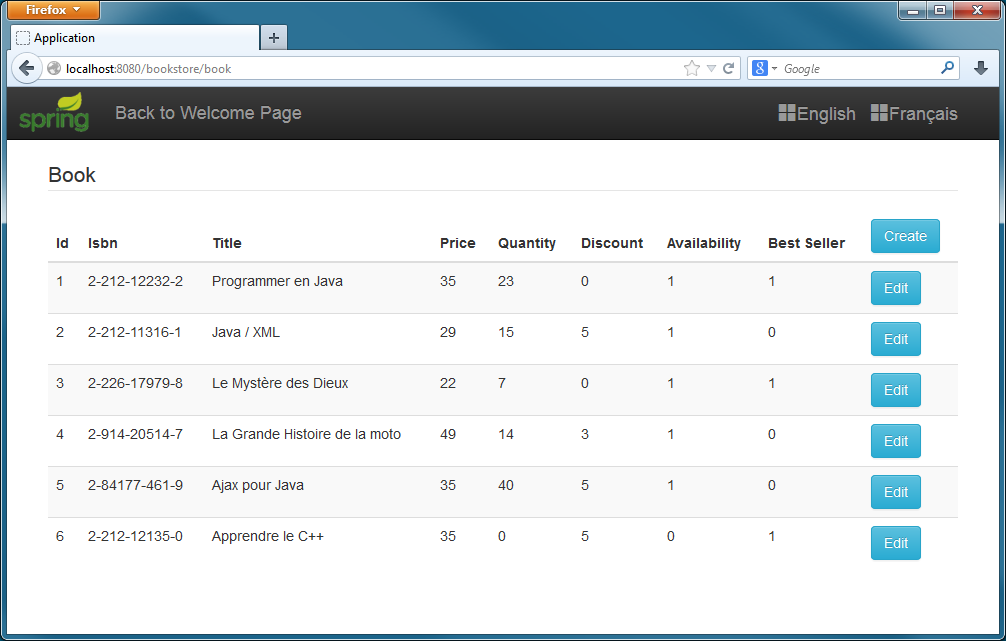 Firefox
Application
localhost:8080/bookstore/book
Google
spring Back to Welcome Page English Français
Book
Id Isbn Title Price Quantity Discount Availability Best Seller Create
1 2-212-12232-2 Programmer en Java 35 23 0 1 1 Edit
2 2-212-11316-1 Java / XML 29 15 5 1 0 Edit
3 2-226-17979-8 Le Mystère des Dieux 22 7 0 1 1 Edit
4 2-914-20514-7 La Grande Histoire de la moto 49 14 3 1 0 Edit
5 2-84177-461-9 Ajax pour Java 35 40 5 1 0 Edit
6 2-212-12135-0 Apprendre le C++ 35 0 5 0 1 Edit